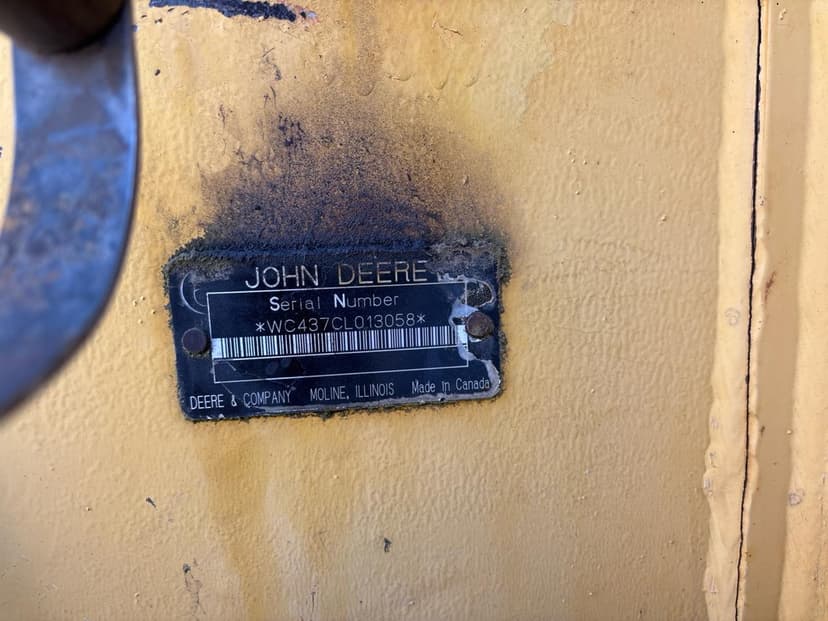 JOHN DEERE
Serial Number
*WC437CL013058*
DEERE & COMPANY MOLINE, ILLINOIS Made in Canada